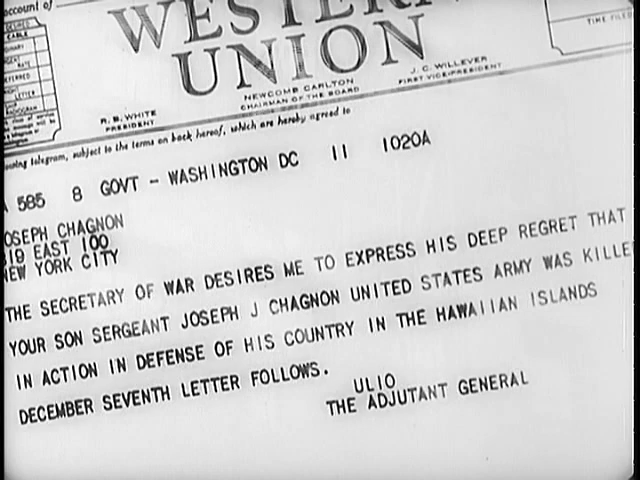 account of
WESTERN
UNION
R. B. WHITE
PRESIDENT
NEWCOMB CARLTON
CHAIRMAN OF THE BOARD
J. C. WILLEVER
FIRST VICE-PRESIDENT
TIME FILED
telegram, subject to the terms on back hereof, which are hereby agreed to
A 585 8 GOVT - WASHINGTON DC 11 1020A
JOSEPH CHAGNON
319 EAST 100
NEW YORK CITY
THE SECRETARY OF WAR DESIRES ME TO EXPRESS HIS DEEP REGRET THAT
YOUR SON SERGEANT JOSEPH J CHAGNON UNITED STATES ARMY WAS KILLE
IN ACTION IN DEFENSE OF HIS COUNTRY IN THE HAWAIIAN ISLANDS
DECEMBER SEVENTH LETTER FOLLOWS.
ULIO
THE ADJUTANT GENERAL